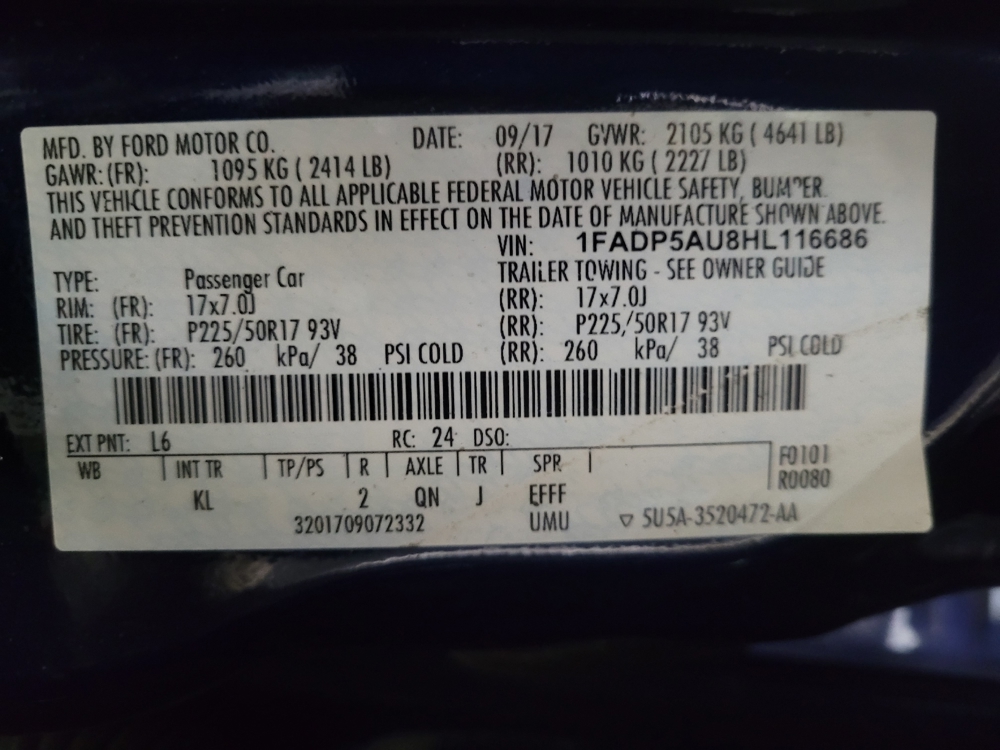 MFD. BY FORD MOTOR CO. DATE: 09/17 GVWR: 2105 KG ( 4641 LB)
GAWR: (FR): 1095 KG ( 2414 LB) (RR): 1010 KG ( 2227 LB)
THIS VEHICLE CONFORMS TO ALL APPLICABLE FEDERAL MOTOR VEHICLE SAFETY, BUMPER
AND THEFT PREVENTION STANDARDS IN EFFECT ON THE DATE OF MANUFACTURE SHOWN ABOVE.
VIN: 1FADP5AU8HL116686
TYPE: Passenger Car TRAILER TOWING - SEE OWNER GUIDE
RIM: (FR): 17x7.0J (RR): 17x7.0J
TIRE: (FR): P225/50R17 93V (RR): P225/50R17 93V
PRESSURE: (FR): 260 kPa/ 38 PSI COLD (RR): 260 kPa/ 38 PSI COLD
EXT PNT: L6 RC: 24 DSO:
WB INT TR TP/PS R AXLE TR SPR F0101
R0080
KL 2 QN J EFFF
3201709072332 UMU ▽ 5U5A-3520472-AA